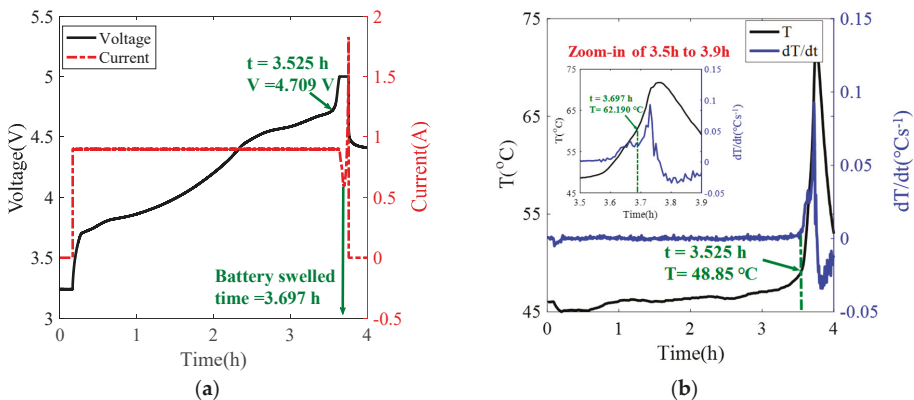 5.5
5
4.5
4
3.5
3
Voltage(V)
Voltage
Current
t = 3.525 h
V =4.709 V
Battery swelled
time =3.697 h
2
1.5
1
0.5
0
-0.5
Current(A)
0 1 2 3 4
Time(h)
(a)
75
65
55
45
T(°C)
T
dT/dt
Zoom-in of 3.5h to 3.9h
75
65
55
45
T(°C)
t = 3.697 h
T= 62.190 °C
0.15
0.10
0.05
0
-0.05
dT/dt(°Cs-1)
3.5 3.6 3.7 3.8 3.9
Time(h)
t = 3.525 h
T= 48.85 °C
0.15
0.1
0.05
0
-0.05
dT/dt(°Cs-1)
0 1 2 3 4
Time(h)
(b)